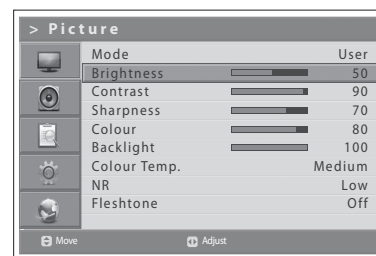 > Picture
Mode User
Brightness 50
Contrast 90
Sharpness 70
Colour 80
Backlight 100
Colour Temp. Medium
NR Low
Fleshtone Off
Move Adjust